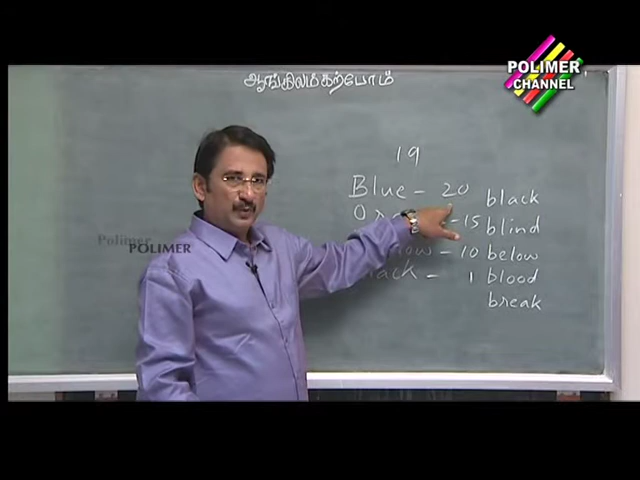 POLIMER
CHANNEL
ஆங்கிலம்கற்போம்
19
Blue - 20
- 15
- 10
- 1
black
blind
below
blood
break
Polimer
POLIMER